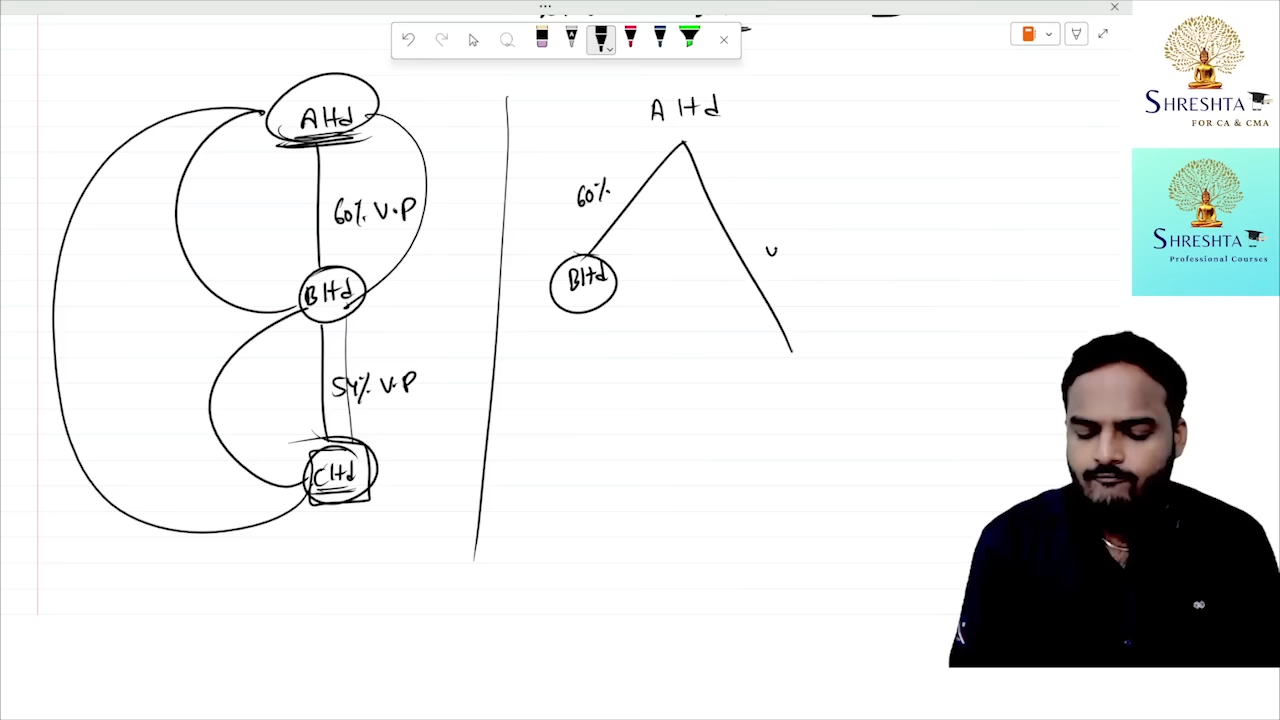 A ltd
60% V.P
B ltd
54% V.P
C ltd
A ltd
60%
B ltd
SHRESHTA
FOR CA & CMA
SHRESHTA
Professional Courses